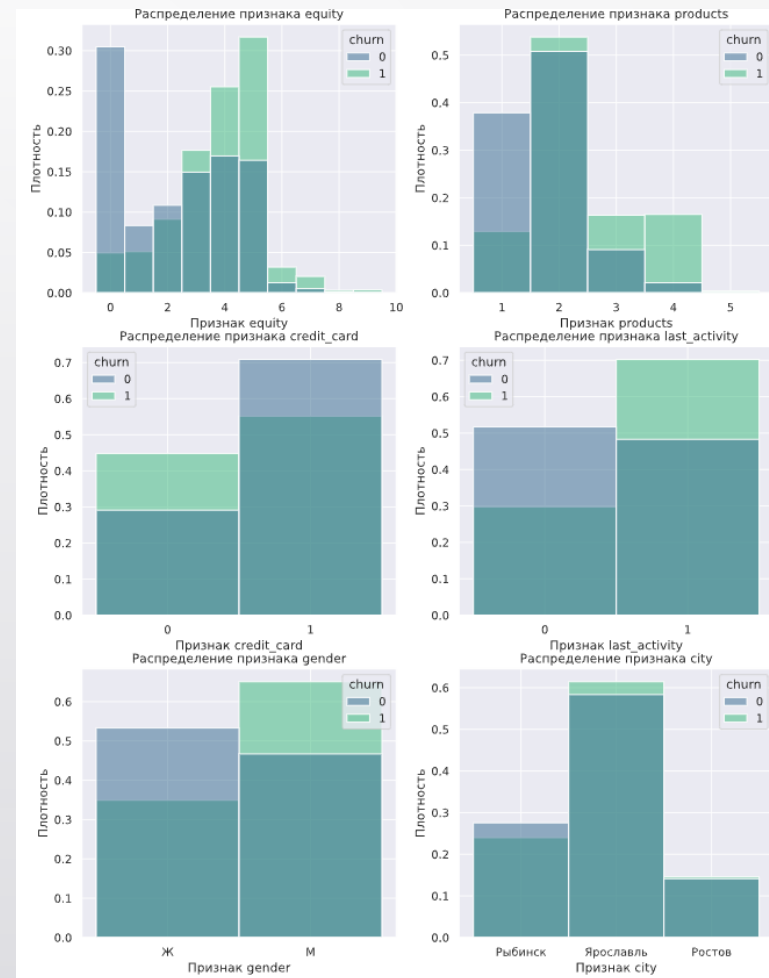 Распределение признака equity
churn
0
1
Плотность
0.30
0.25
0.20
0.15
0.10
0.05
0.00
0 2 4 6 8 10
Признак equity
Распределение признака products
churn
0
1
Плотность
0.5
0.4
0.3
0.2
0.1
0.0
1 2 3 4 5
Признак products
Распределение признака credit_card
churn
0
1
Плотность
0.7
0.6
0.5
0.4
0.3
0.2
0.1
0.0
0 1
Признак credit_card
Распределение признака last_activity
churn
0
1
Плотность
0.7
0.6
0.5
0.4
0.3
0.2
0.1
0.0
0 1
Признак last_activity
Распределение признака gender
churn
0
1
Плотность
0.6
0.5
0.4
0.3
0.2
0.1
0.0
Ж М
Признак gender
Распределение признака city
churn
0
1
Плотность
0.6
0.5
0.4
0.3
0.2
0.1
0.0
Рыбинск Ярославль Ростов
Признак city